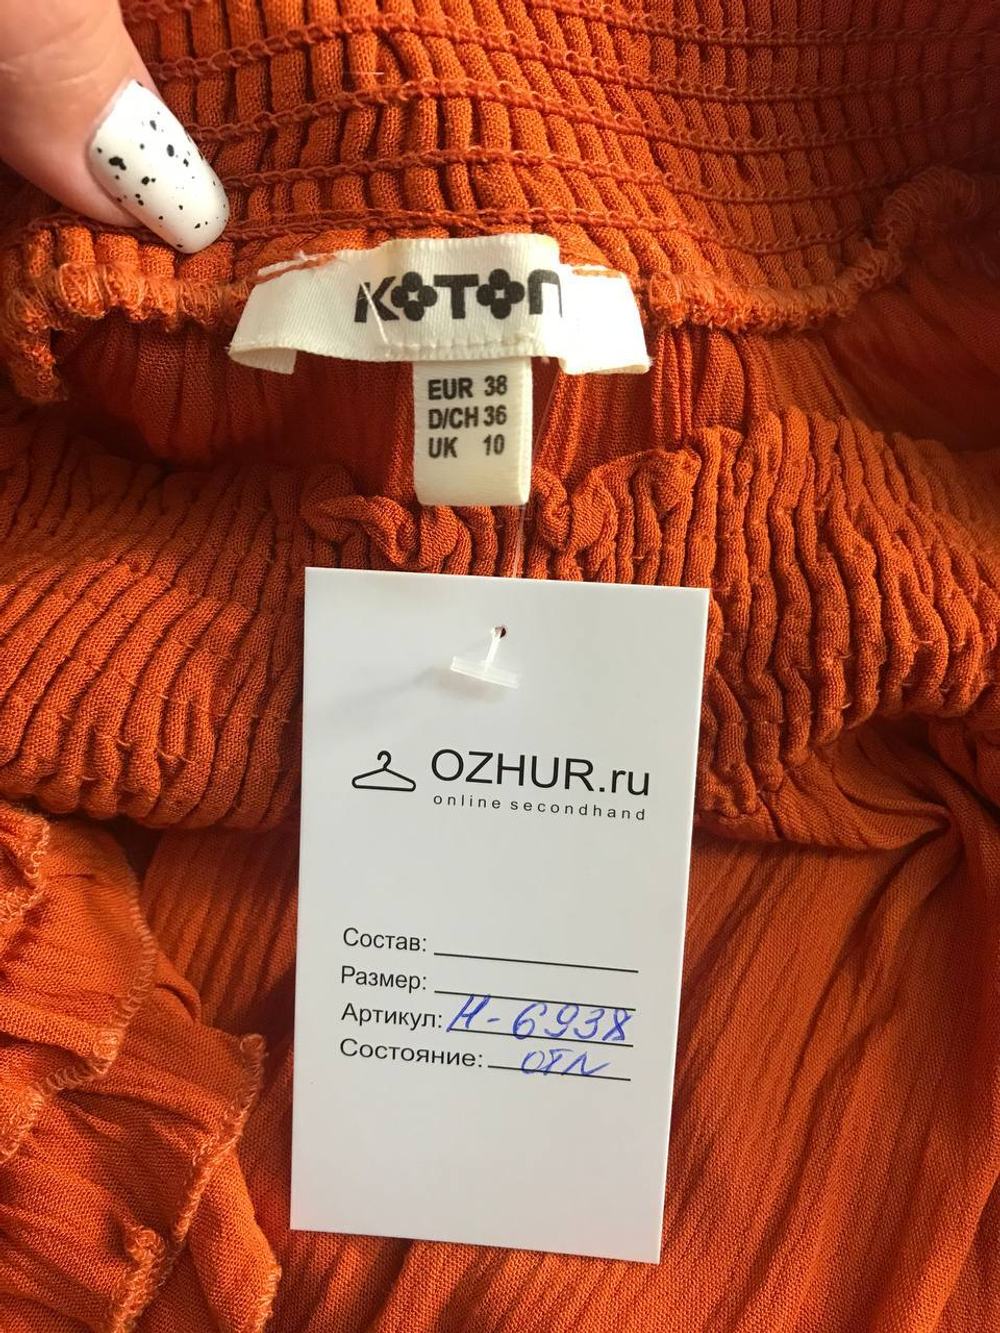 KOTON
EUR 38
D/CH 36
UK 10
OZHUR.ru
online secondhand
Состав:
Размер:
Артикул: Н-6938
Состояние: отл